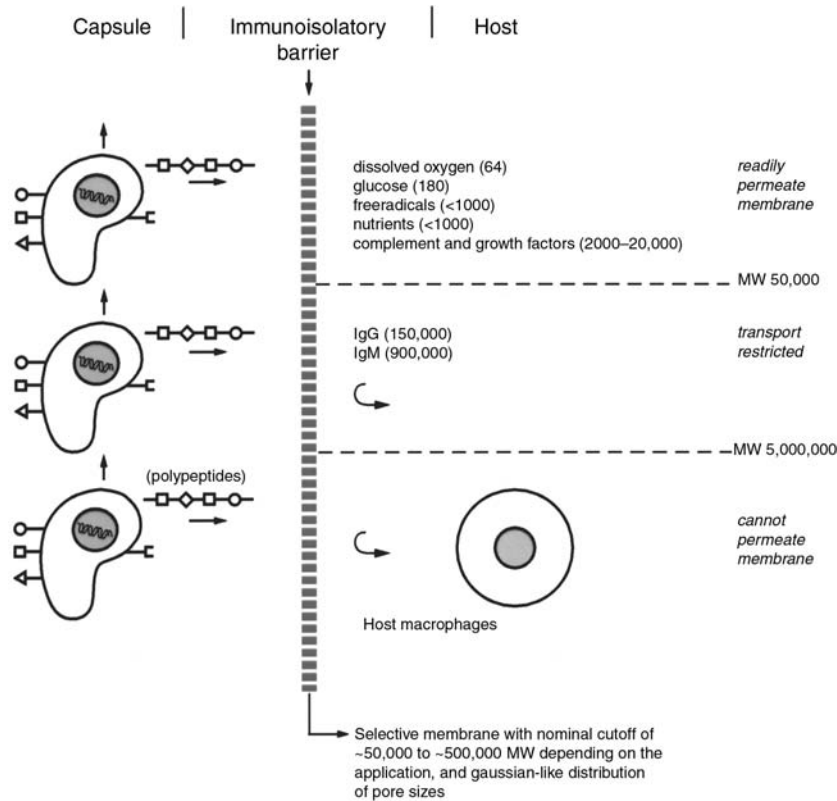 Capsule
Immunoisolatory
barrier
Host
dissolved oxygen (64)
glucose (180)
freeradicals (<1000)
nutrients (<1000)
complement and growth factors (2000–20,000)
readily
permeate
membrane
MW 50,000
IgG (150,000)
IgM (900,000)
transport
restricted
MW 5,000,000
(polypeptides)
cannot
permeate
membrane
Host macrophages
Selective membrane with nominal cutoff of
~50,000 to ~500,000 MW depending on the
application, and gaussian-like distribution
of pore sizes